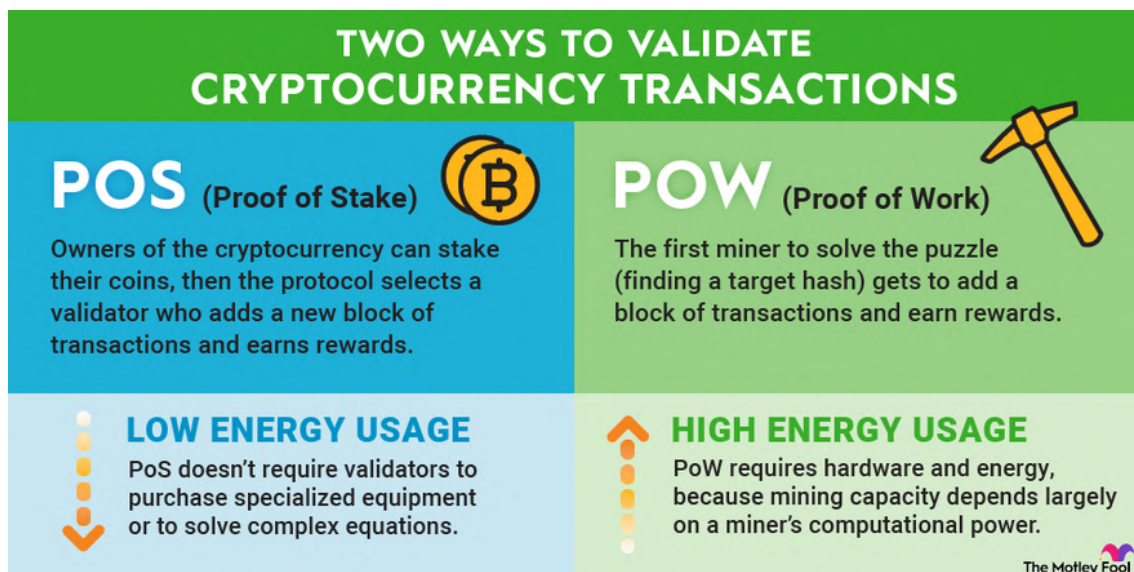 TWO WAYS TO VALIDATE
CRYPTOCURRENCY TRANSACTIONS
POS (Proof of Stake)
Owners of the cryptocurrency can stake
their coins, then the protocol selects a
validator who adds a new block of
transactions and earns rewards.
POW (Proof of Work)
The first miner to solve the puzzle
(finding a target hash) gets to add a
block of transactions and earn rewards.
LOW ENERGY USAGE
PoS doesn’t require validators to
purchase specialized equipment
or to solve complex equations.
HIGH ENERGY USAGE
PoW requires hardware and energy,
because mining capacity depends largely
on a miner’s computational power.
The Motley Fool